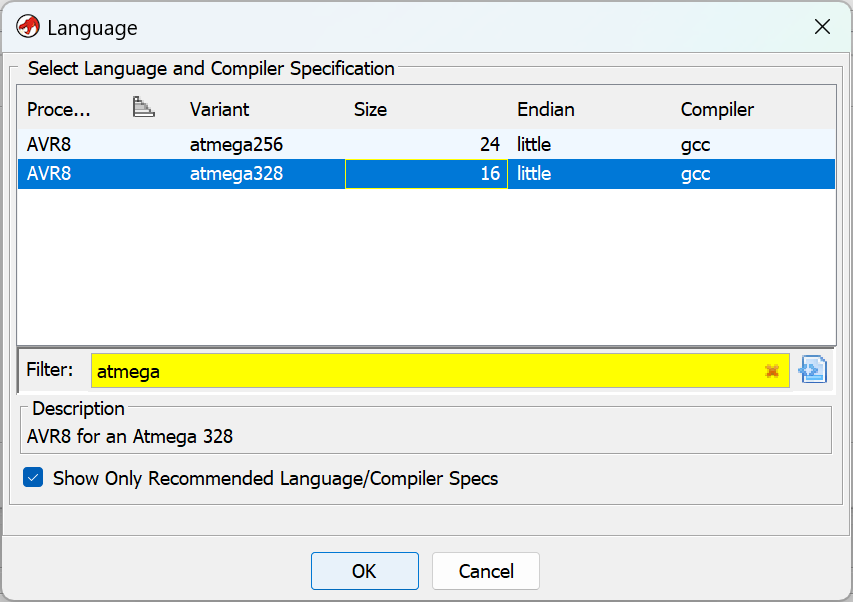 Language
Select Language and Compiler Specification
Proce... Variant Size Endian Compiler
AVR8 atmega256 24 little gcc
AVR8 atmega328 16 little gcc
Filter: atmega
Description
AVR8 for an Atmega 328
Show Only Recommended Language/Compiler Specs
OK Cancel